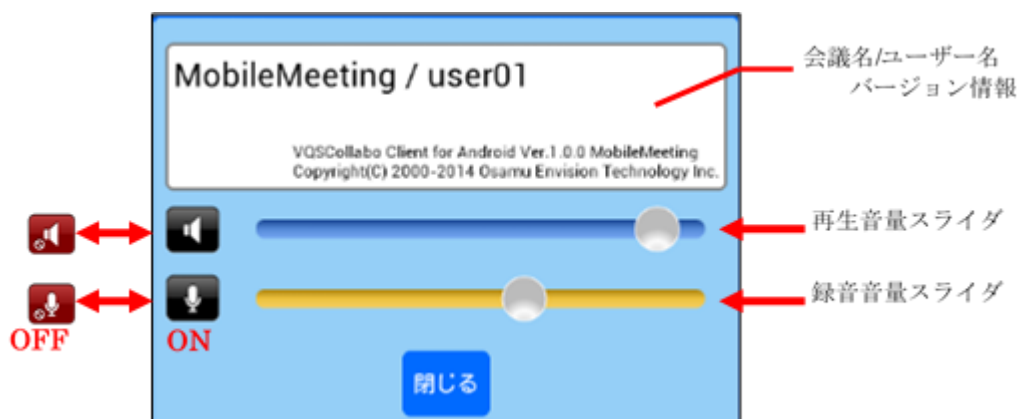 MobileMeeting / user01
会議名/ユーザー名
バージョン情報
VQSCollabo Client for Android Ver.1.0.0 MobileMeeting
Copyright(C) 2000-2014 Osamu Envision Technology Inc.
再生音量スライダ
録音音量スライダ
OFF
ON
閉じる